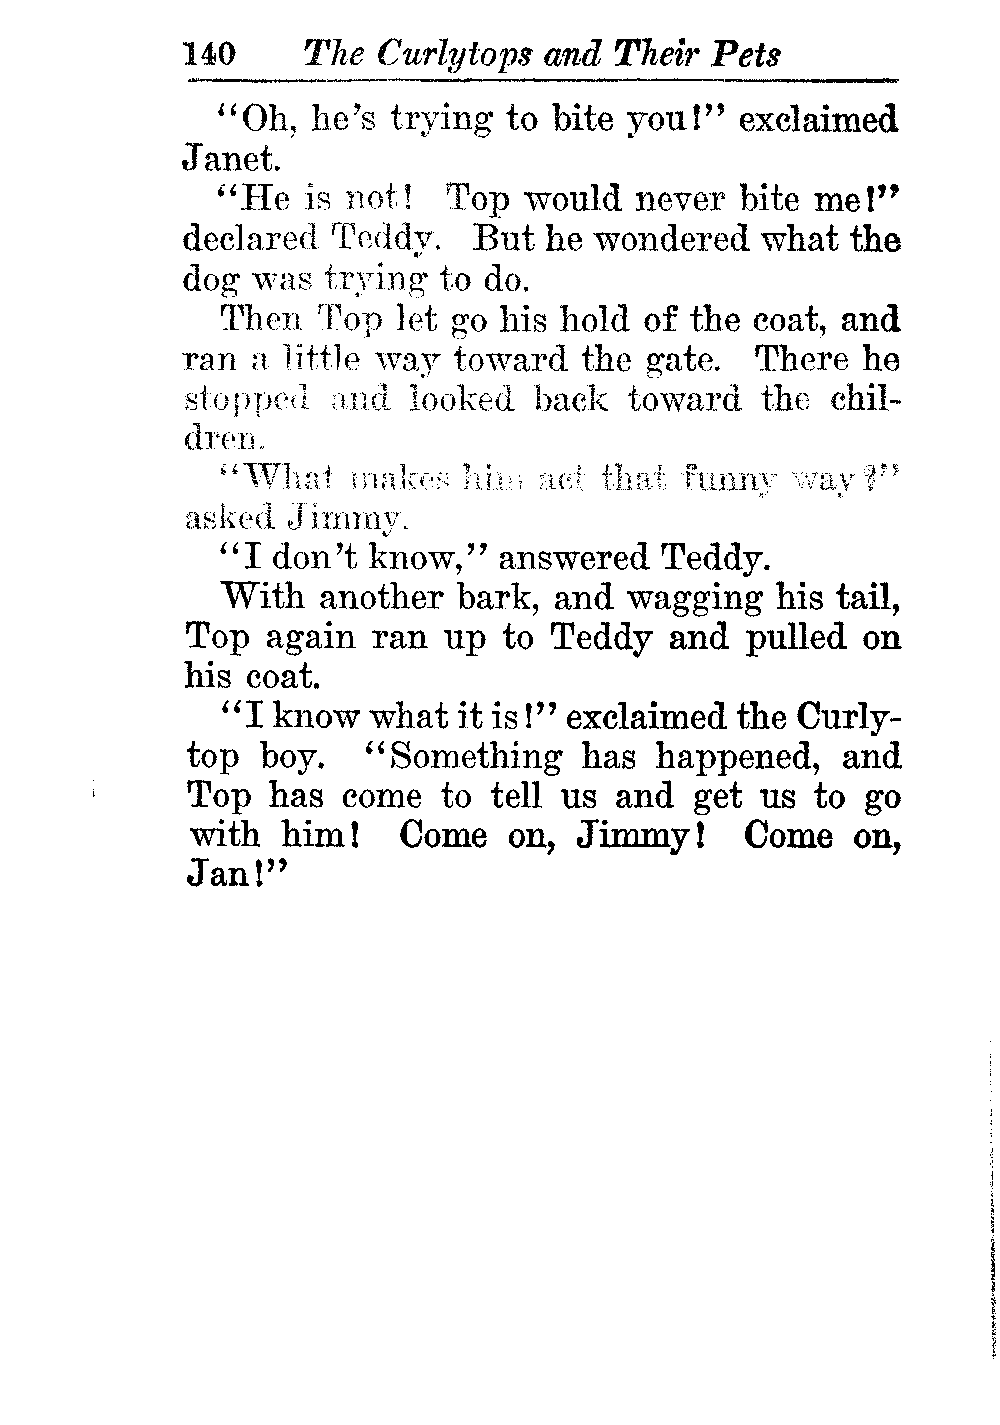 140 The Curlytops and Their Pets
“Oh, he’s trying to bite you!” exclaimed
Janet.
“He is not! Top would never bite me!”
declared Teddy. But he wondered what the
dog was trying to do.
Then Top let go his hold of the coat, and
ran a little way toward the gate. There he
stopped and looked back toward the chil-
dren.
“What makes him act that funny way?”
asked Jimmy.
“I don’t know,” answered Teddy.
With another bark, and wagging his tail,
Top again ran up to Teddy and pulled on
his coat.
“I know what it is!” exclaimed the Curly-
top boy. “Something has happened, and
Top has come to tell us and get us to go
with him! Come on, Jimmy! Come on,
Jan!”